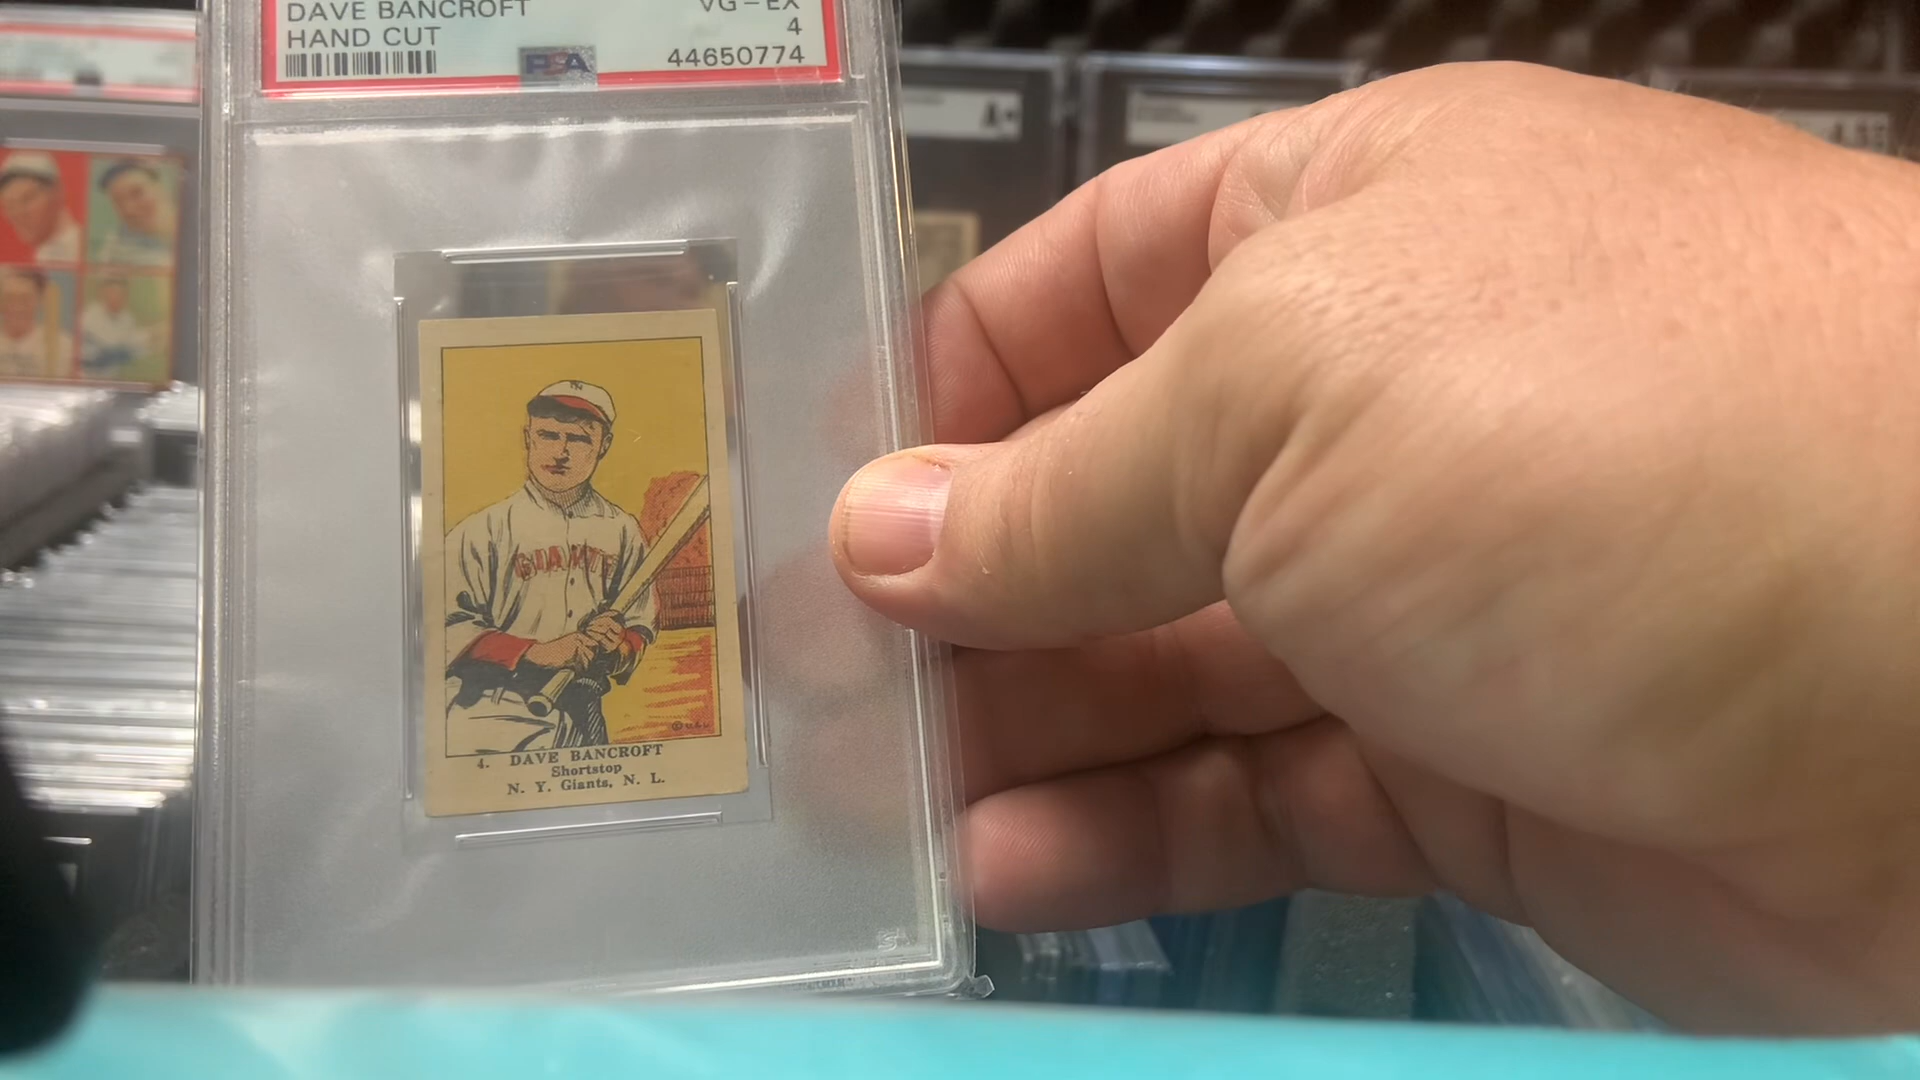 DAVE BANCROFT VG-EX
HAND CUT 4
PSA 44650774
GIANTS
4. DAVE BANCROFT
Shortstop
N. Y. Giants, N. L.